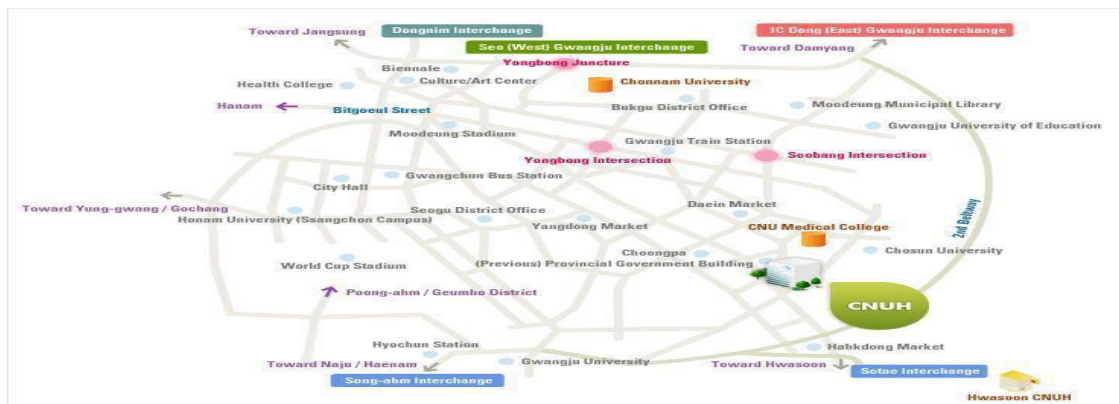 Toward Jangsung
Dongnim Interchange
IC Dong (East) Gwangju Interchange
Seo (West) Gwangju Interchange
Toward Damyang
Yongbong Juncture
Biennale
Culture/Art Center
Chonnam University
Health College
Hanam
Bitgoeul Street
Bukgu District Office
Moodeung Municipal Library
Moodeung Stadium
Gwangju University of Education
Gwangju Train Station
Yongbong Intersection
Seobang Intersection
Gwangchun Bus Station
City Hall
Toward Yung-gwang / Gochang
Honam University (Ssangchon Campus)
Seogu District Office
Daein Market
Yangdong Market
CNU Medical College
2nd Beltway
Choongpa
Chosun University
World Cup Stadium
(Previous) Provincial Government Building
Poong-ahm / Geumho District
CNUH
Hyochun Station
Hahkdong Market
Toward Naju / Haenam
Gwangju University
Toward Hwasoon
Song-ahm Interchange
Sotae Interchange
Hwasoon CNUH